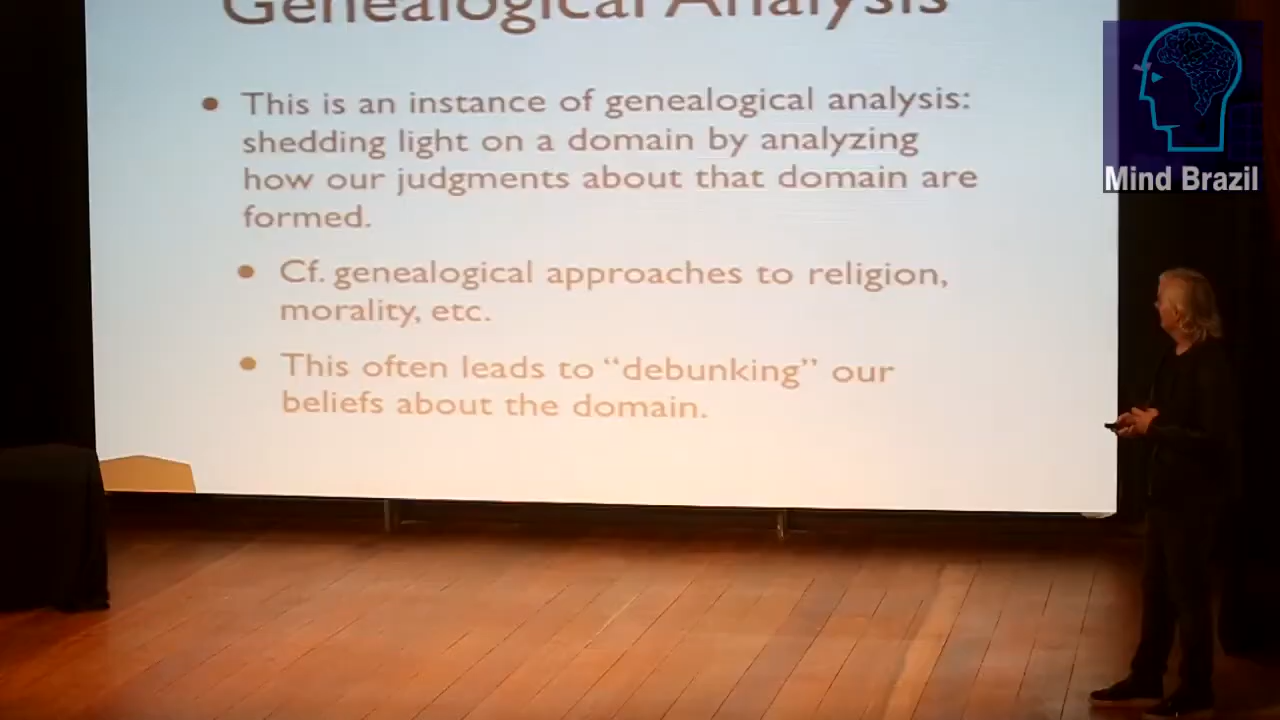 Genealogical Analysis
• This is an instance of genealogical analysis:
shedding light on a domain by analyzing
how our judgments about that domain are
formed.
• Cf. genealogical approaches to religion,
morality, etc.
• This often leads to “debunking” our
beliefs about the domain.
Mind Brazil